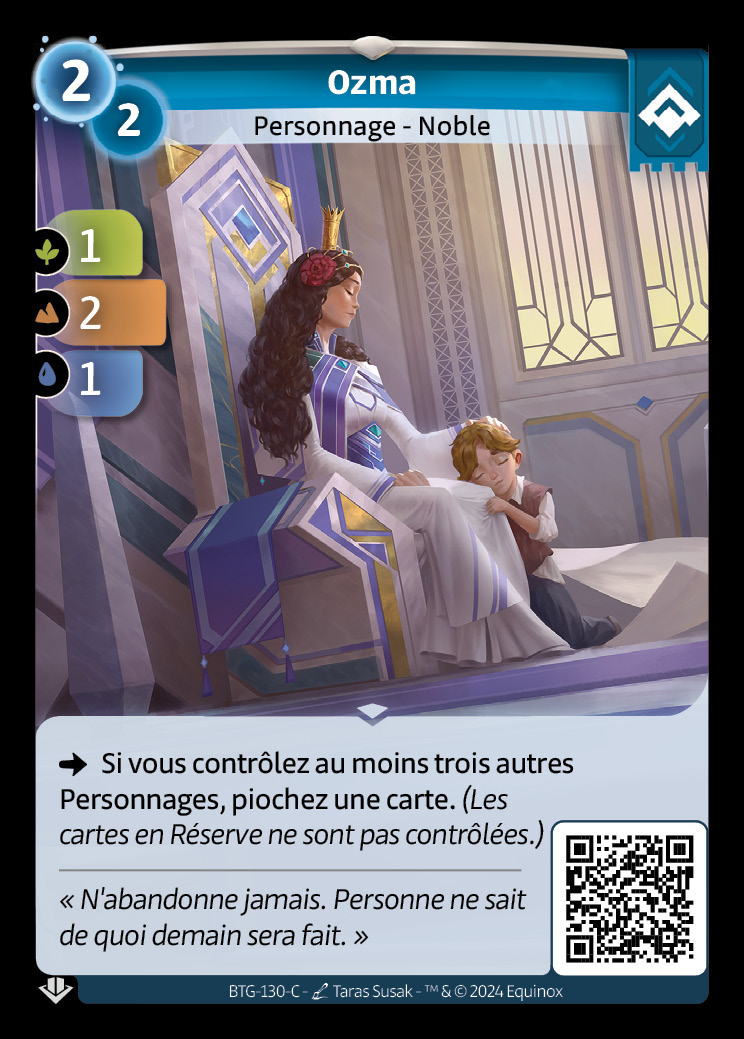 2
Ozma
2
Personnage - Noble
1
2
1
Si vous contrôlez au moins trois autres
Personnages, piochez une carte. (Les
cartes en Réserve ne sont pas contrôlées.)
« N'abandonne jamais. Personne ne sait
de quoi demain sera fait. »
BTG-130-C - Taras Susak - ™ & © 2024 Equinox